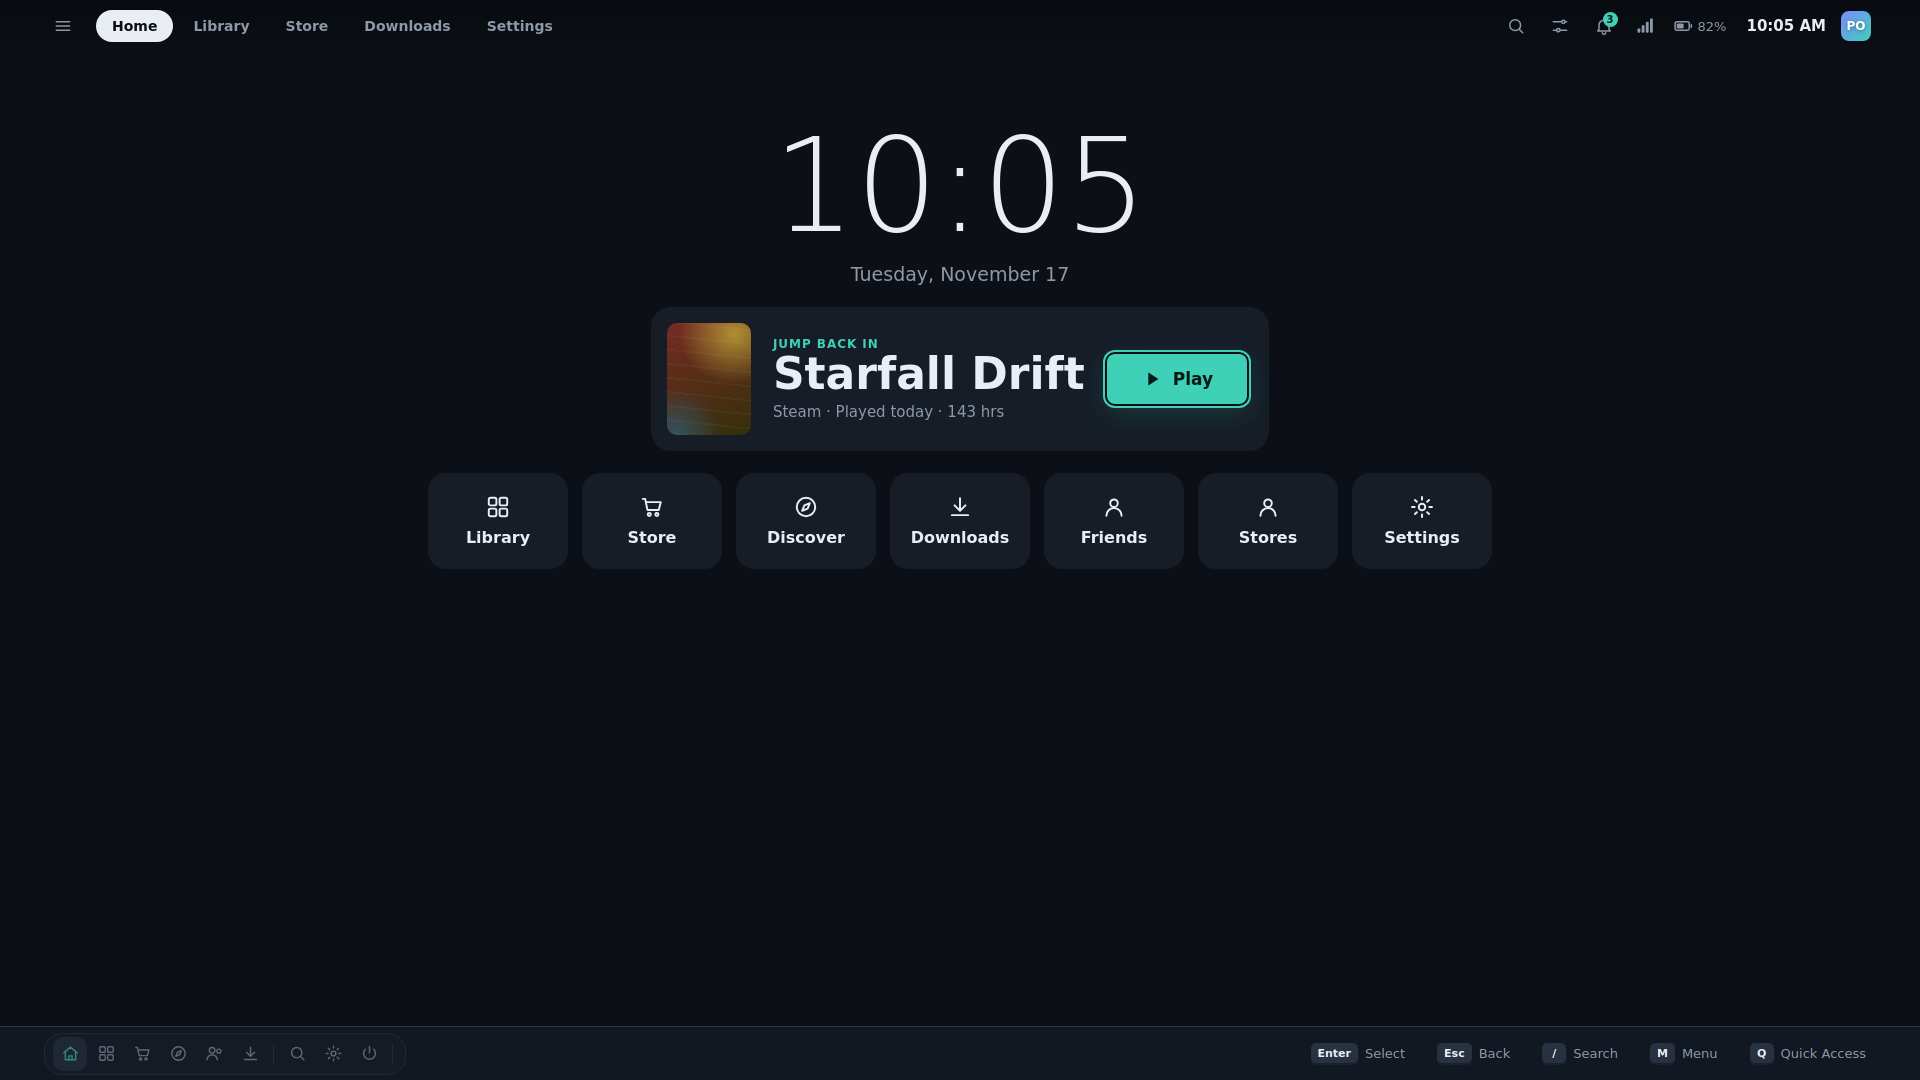 Home Library Store Downloads Settings 3 82% 10:05 AM PO
10:05
Tuesday, November 17
JUMP BACK IN
Starfall Drift
Steam · Played today · 143 hrs
Play
Library Store Discover Downloads Friends Stores Settings
Enter Select Esc Back / Search M Menu Q Quick Access